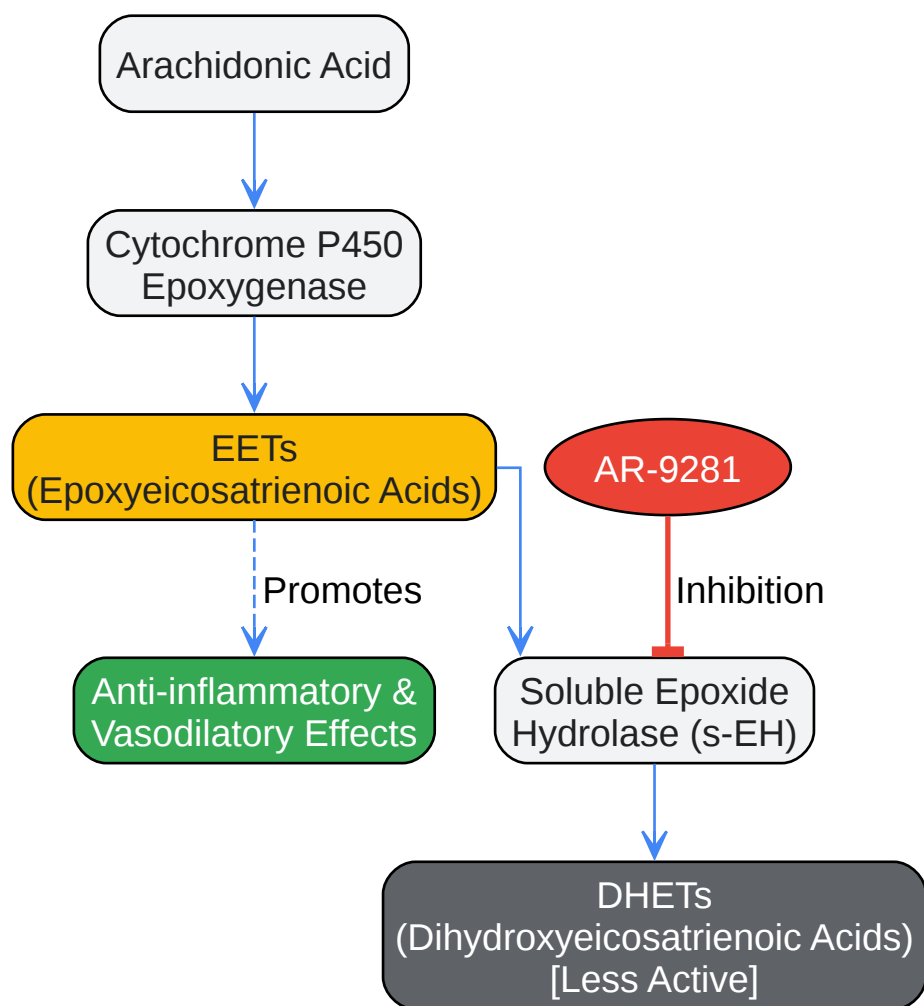 Arachidonic Acid
Cytochrome P450
Epoxygenase
EETs
(Epoxyeicosatrienoic Acids)
AR-9281
Promotes
Inhibition
Anti-inflammatory &
Vasodilatory Effects
Soluble Epoxide
Hydrolase (s-EH)
DHETs
(Dihydroxyeicosatrienoic Acids)
[Less Active]